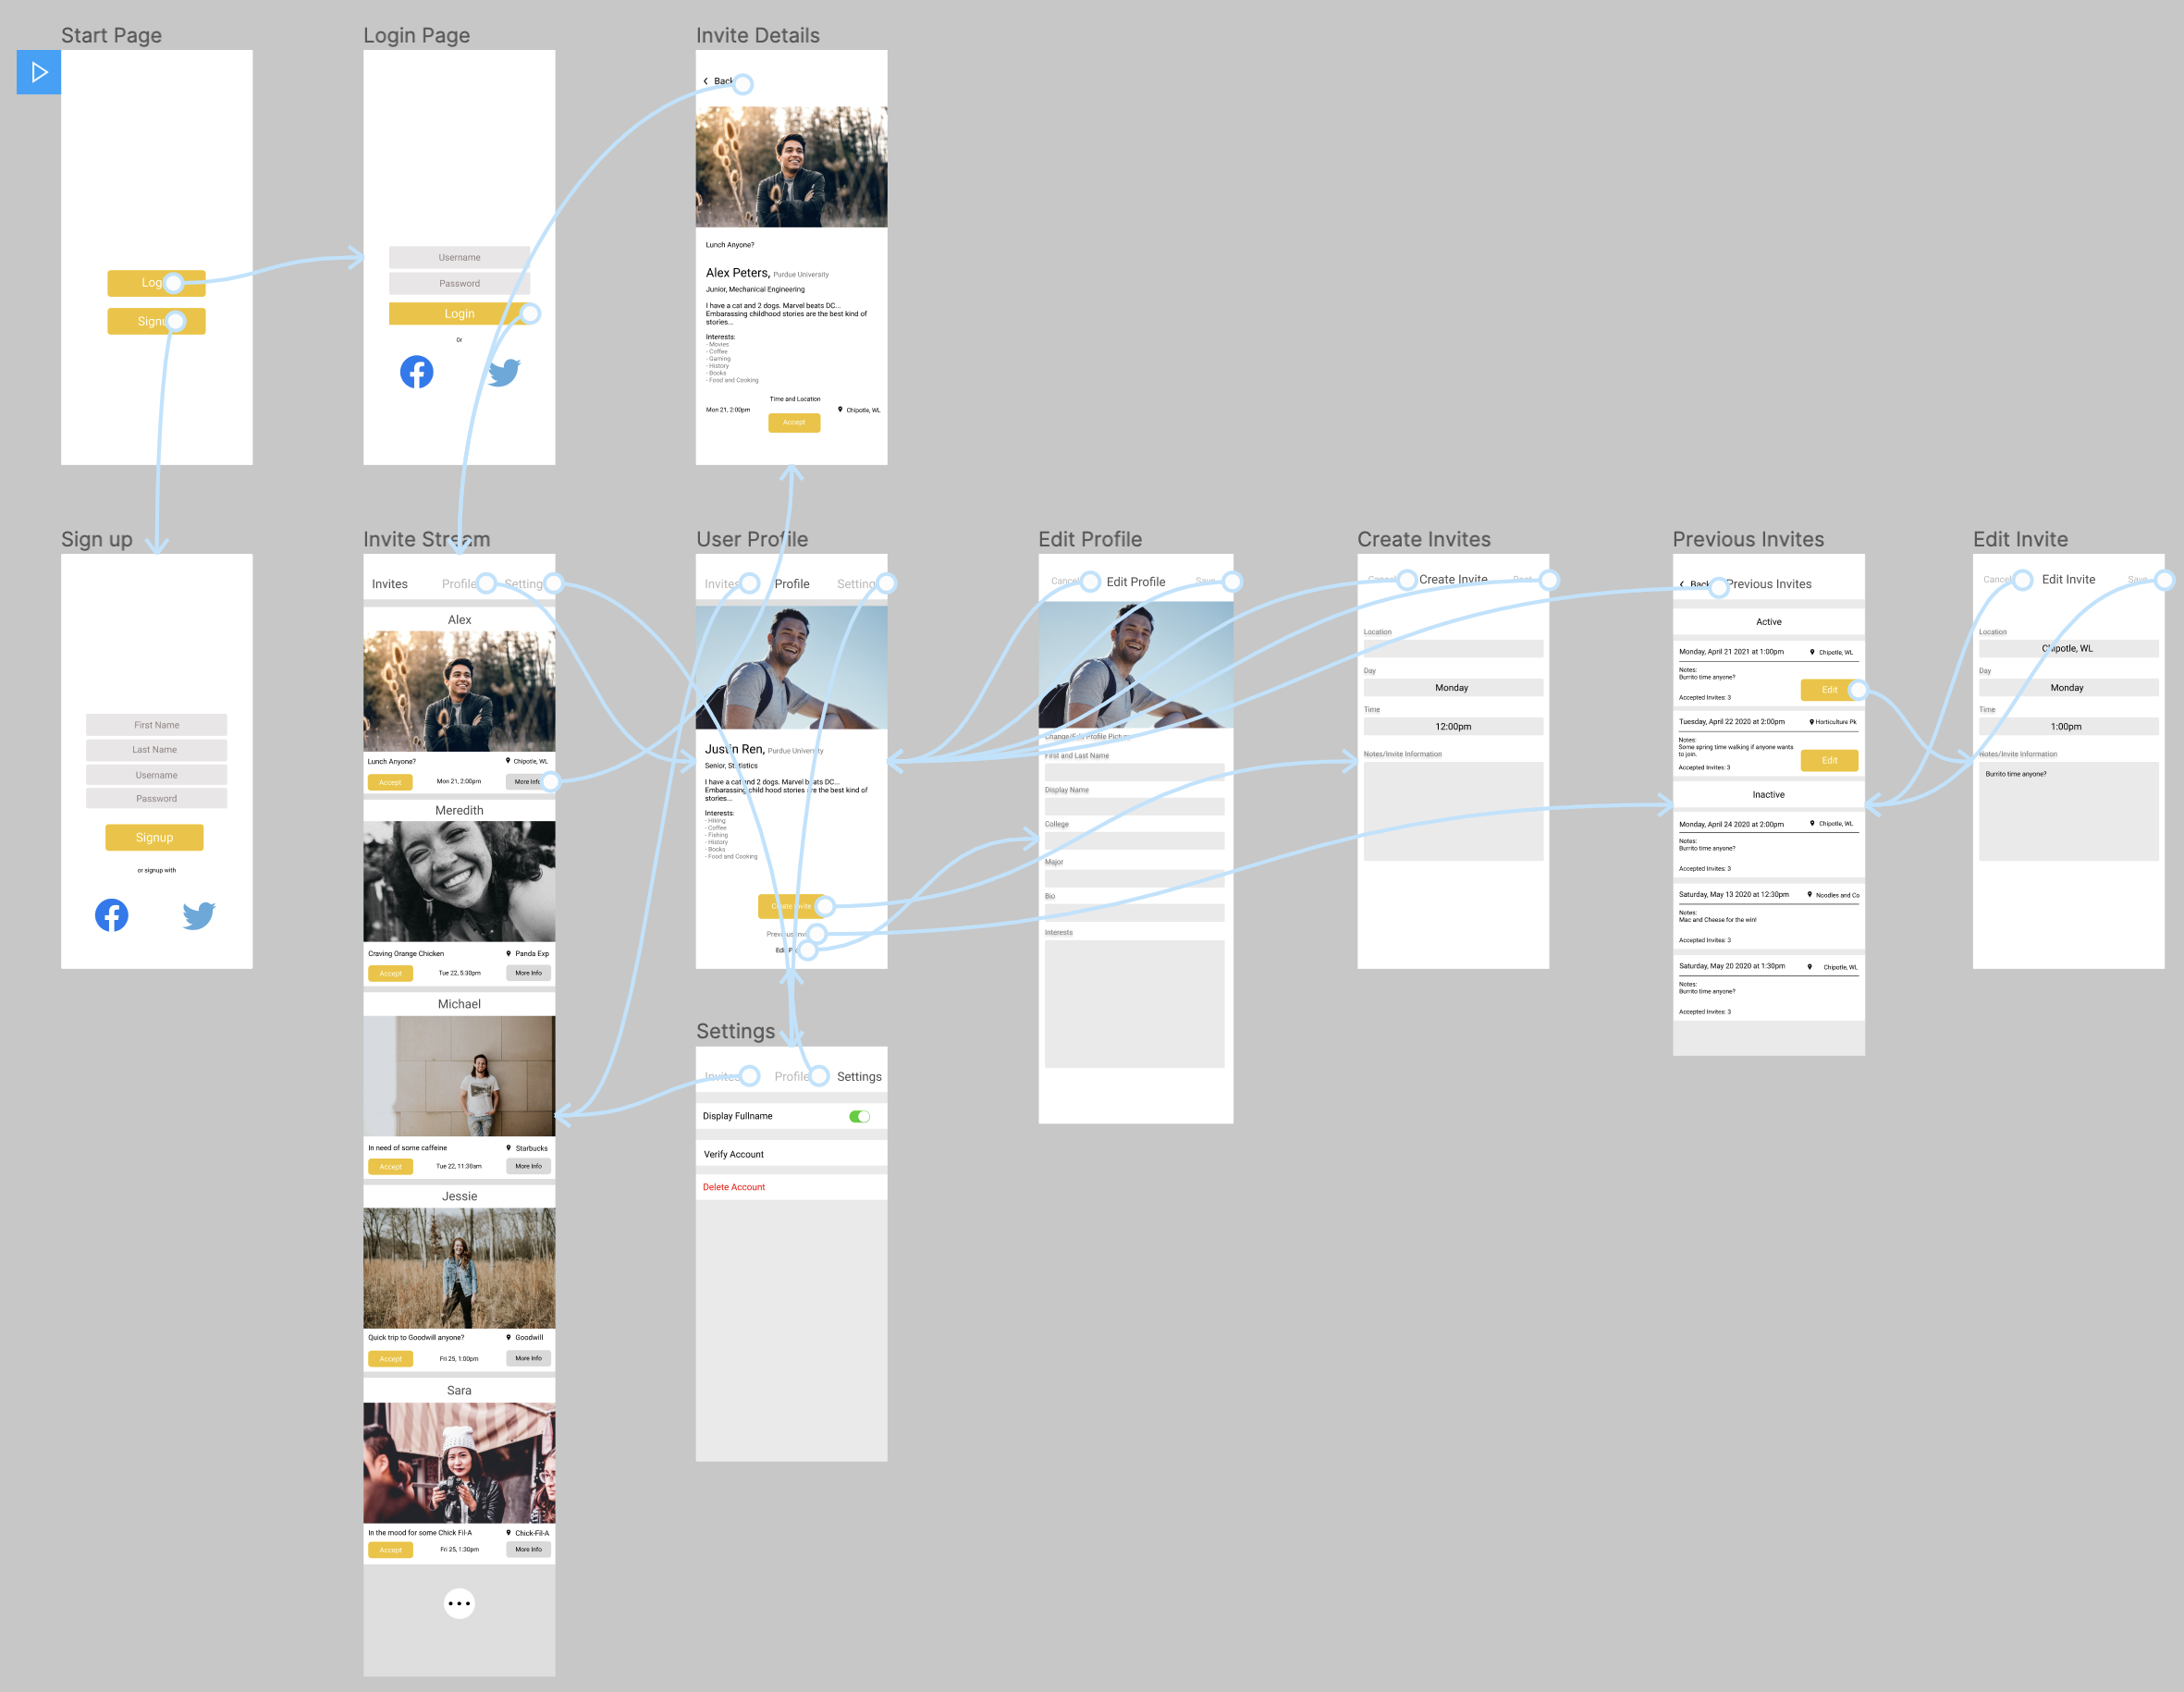 Start Page
Login
Signup
Login Page
Username
Password
Login
Or
Invite Details
Back
Lunch Anyone?
Alex Peters, Purdue University
Junior, Mechanical Engineering
I have a cat and 2 dogs. Marvel beats DC...
Embarassing childhood stories are the best kind of
stories...
Interests:
- Movies
- Coffee
- Gaming
- History
- Books
- Food and Cooking
Time and Location
Mon 21, 2:00pm
Chipotle, WL
Accept
Sign up
First Name
Last Name
Username
Password
Signup
or signup with
Invite Stream
Invites Profile Settings
Alex
Lunch Anyone? Chipotle, WL
Accept Mon 21, 2:00pm More Info
Meredith
Craving Orange Chicken Panda Exp
Accept Tue 22, 5:30pm More Info
Michael
In need of some caffeine Starbucks
Accept Tue 22, 11:30am More Info
Jessie
Quick trip to Goodwill anyone? Goodwill
Accept Fri 25, 1:00pm More Info
Sara
In the mood for some Chick Fil-A Chick-Fil-A
Accept Fri 25, 1:30pm More Info
User Profile
Invites Profile Settings
Justin Ren, Purdue University
Senior, Statistics
I have a cat and 2 dogs. Marvel beats DC...
Embarassing child hood stories are the best kind of
stories...
Interests:
- Hiking
- Coffee
- Fishing
- History
- Books
- Food and Cooking
Create Invite
Previous Invites
Edit Profile
Settings
Invites Profile Settings
Display Fullname
Verify Account
Delete Account
Edit Profile
Cancel Edit Profile Save
Change/Edit Profile Picture
First and Last Name
Display Name
College
Major
Bio
Interests
Create Invites
Cancel Create Invite Post
Location
Day
Monday
Time
12:00pm
Notes/Invite Information
Previous Invites
Back Previous Invites
Active
Monday, April 21 2021 at 1:00pm Chipotle, WL
Notes:
Burrito time anyone?
Accepted Invites: 3
Edit
Tuesday, April 22 2020 at 2:00pm Horticulture Pk
Notes:
Some spring time walking if anyone wants
to join.
Accepted Invites: 3
Edit
Inactive
Monday, April 24 2020 at 2:00pm Chipotle, WL
Notes:
Burrito time anyone?
Accepted Invites: 3
Saturday, May 13 2020 at 12:30pm Noodles and Co
Notes:
Mac and Cheese for the win!
Accepted Invites: 3
Saturday, May 20 2020 at 1:30pm Chipotle, WL
Notes:
Burrito time anyone?
Accepted Invites: 3
Edit Invite
Cancel Edit Invite Save
Location
Chipotle, WL
Day
Monday
Time
1:00pm
Notes/Invite Information
Burrito time anyone?